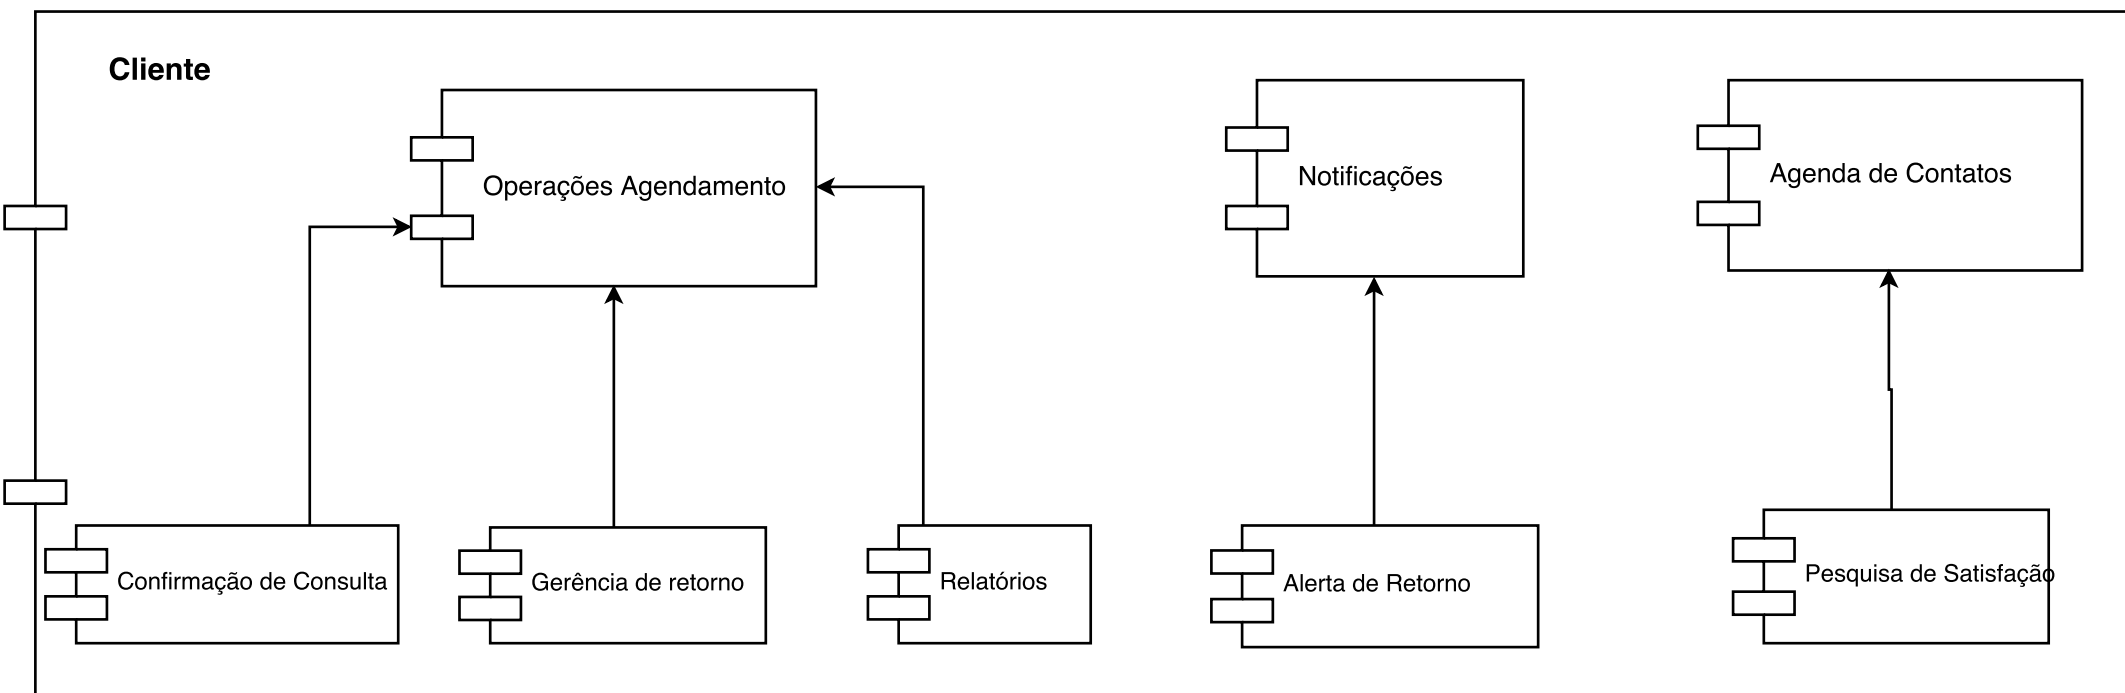 Cliente
Operações Agendamento
Notificações
Agenda de Contatos
Confirmação de Consulta
Gerência de retorno
Relatórios
Alerta de Retorno
Pesquisa de Satisfação